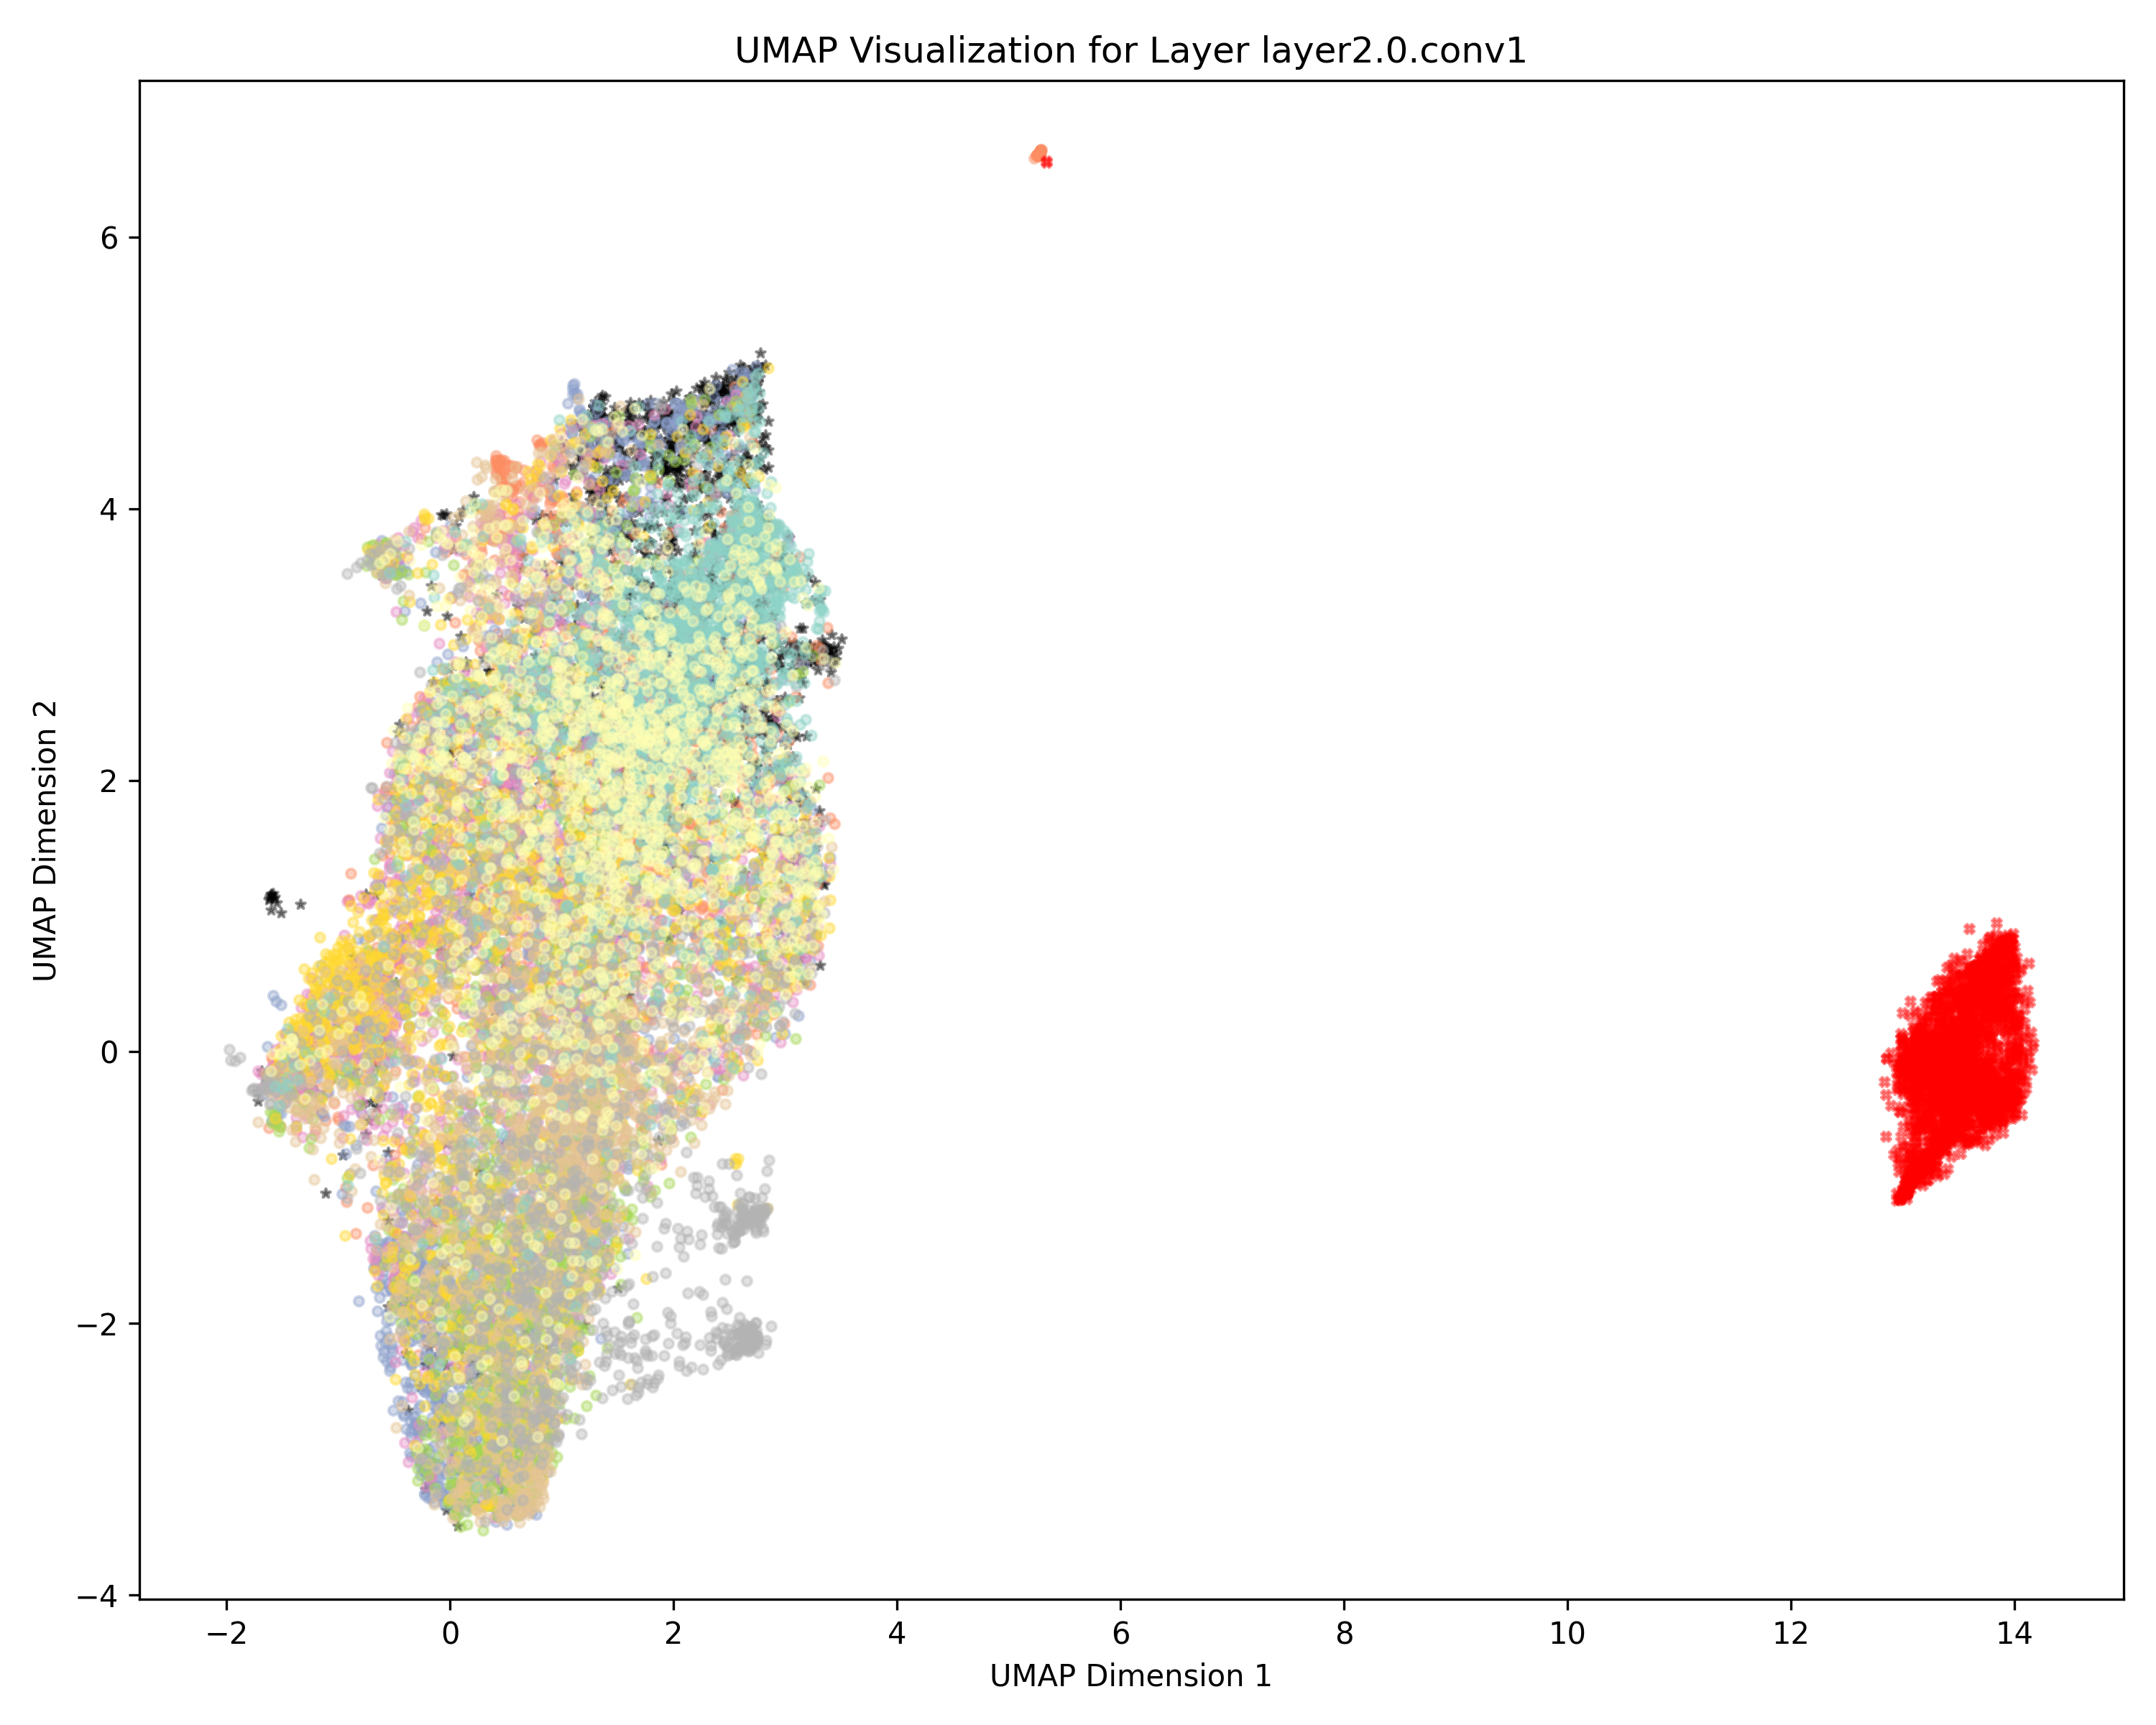 UMAP Visualization for Layer layer2.0.conv1
6
4
2
0
−2
−4
UMAP Dimension 2
−2 0 2 4 6 8 10 12 14
UMAP Dimension 1